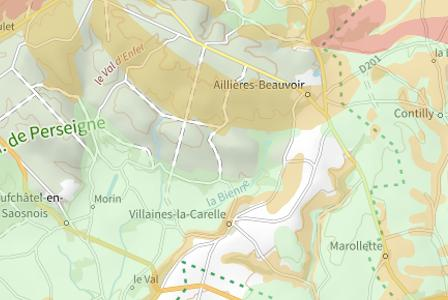 ulet
le Val d'Enfer
D201
la
Aillières-Beauvoir
Contilly
. de Perseigne
ufchâtel-en-
Saosnois
Morin
la Bienne
Villaines-la-Carelle
Marollette
le Val